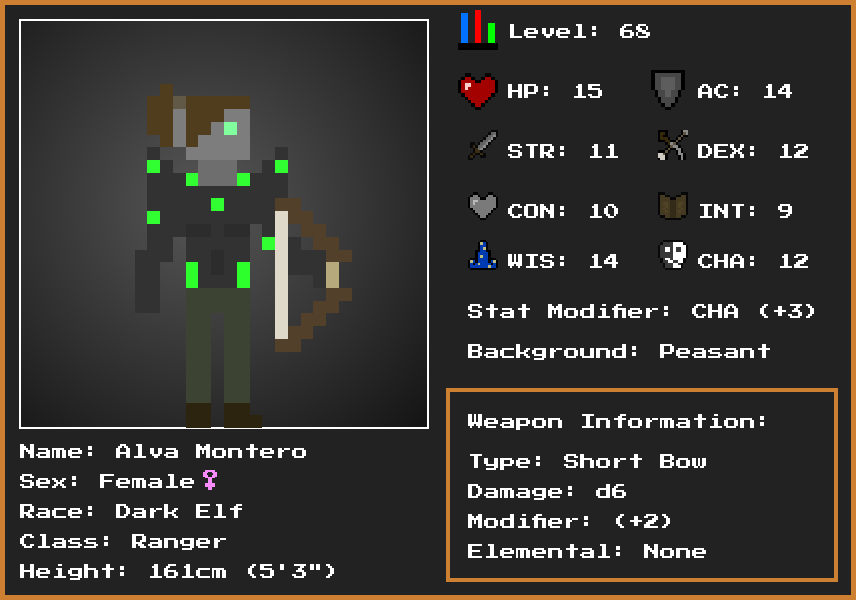 Level: 68
HP: 15 AC: 14
STR: 11 DEX: 12
CON: 10 INT: 9
WIS: 14 CHA: 12
Stat Modifier: CHA (+3)
Background: Peasant
Weapon Information:
Type: Short Bow
Damage: d6
Modifier: (+2)
Elemental: None
Name: Alva Montero
Sex: Female♀
Race: Dark Elf
Class: Ranger
Height: 161cm (5'3")